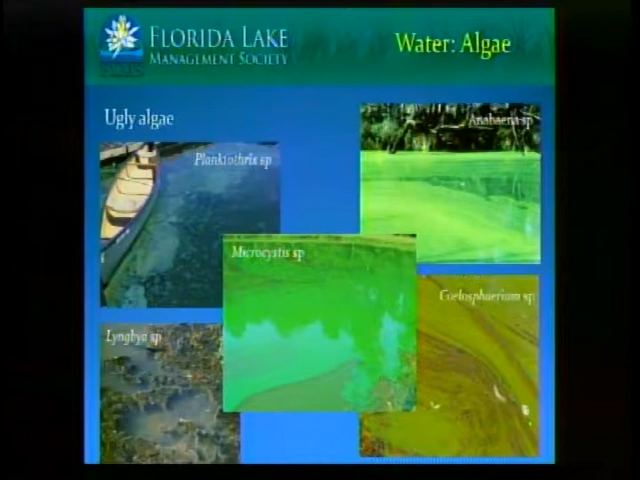 FLORIDA LAKE
MANAGEMENT SOCIETY
Water: Algae
Ugly algae
Anabaena sp
Planktothrix sp
Microcystis sp
Coelosphaerium sp
Lyngbya sp